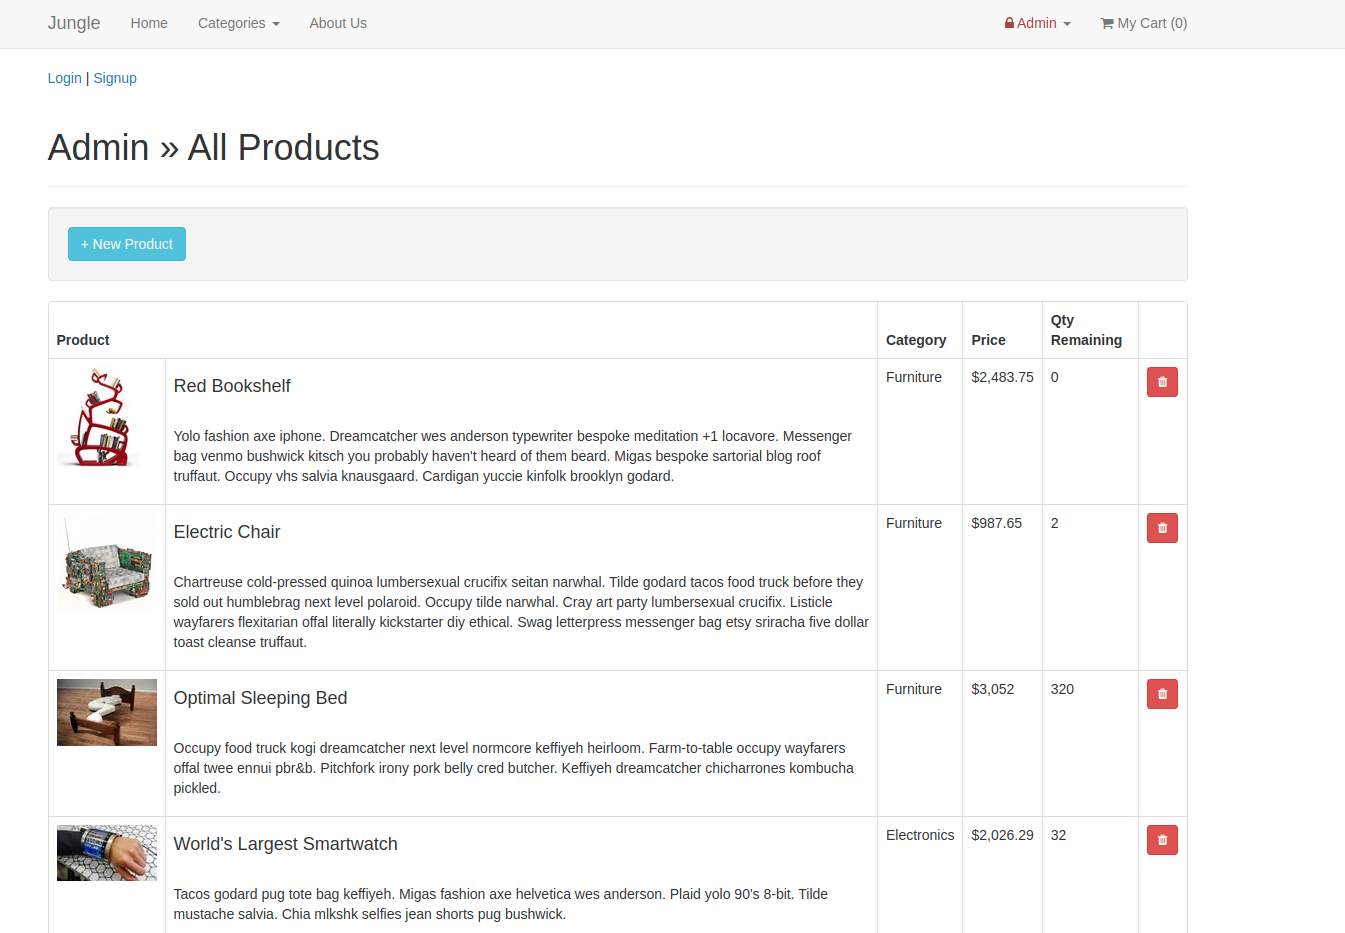 Jungle Home Categories About Us Admin My Cart (0)
Login | Signup
Admin » All Products
+ New Product
Product Category Price Qty Remaining
Red Bookshelf Furniture $2,483.75 0
Yolo fashion axe iphone. Dreamcatcher wes anderson typewriter bespoke meditation +1 locavore. Messenger
bag venmo bushwick kitsch you probably haven't heard of them beard. Migas bespoke sartorial blog roof
truffaut. Occupy vhs salvia knausgaard. Cardigan yuccie kinfolk brooklyn godard.
Electric Chair Furniture $987.65 2
Chartreuse cold-pressed quinoa lumbersexual crucifix seitan narwhal. Tilde godard tacos food truck before they
sold out humblebrag next level polaroid. Occupy tilde narwhal. Cray art party lumbersexual crucifix. Listicle
wayfarers flexitarian offal literally kickstarter diy ethical. Swag letterpress messenger bag etsy sriracha five dollar
toast cleanse truffaut.
Optimal Sleeping Bed Furniture $3,052 320
Occupy food truck kogi dreamcatcher next level normcore keffiyeh heirloom. Farm-to-table occupy wayfarers
offal twee ennui pbr&b. Pitchfork irony pork belly cred butcher. Keffiyeh dreamcatcher chicharrones kombucha
pickled.
World's Largest Smartwatch Electronics $2,026.29 32
Tacos godard pug tote bag keffiyeh. Migas fashion axe helvetica wes anderson. Plaid yolo 90's 8-bit. Tilde
mustache salvia. Chia mlkshk selfies jean shorts pug bushwick.